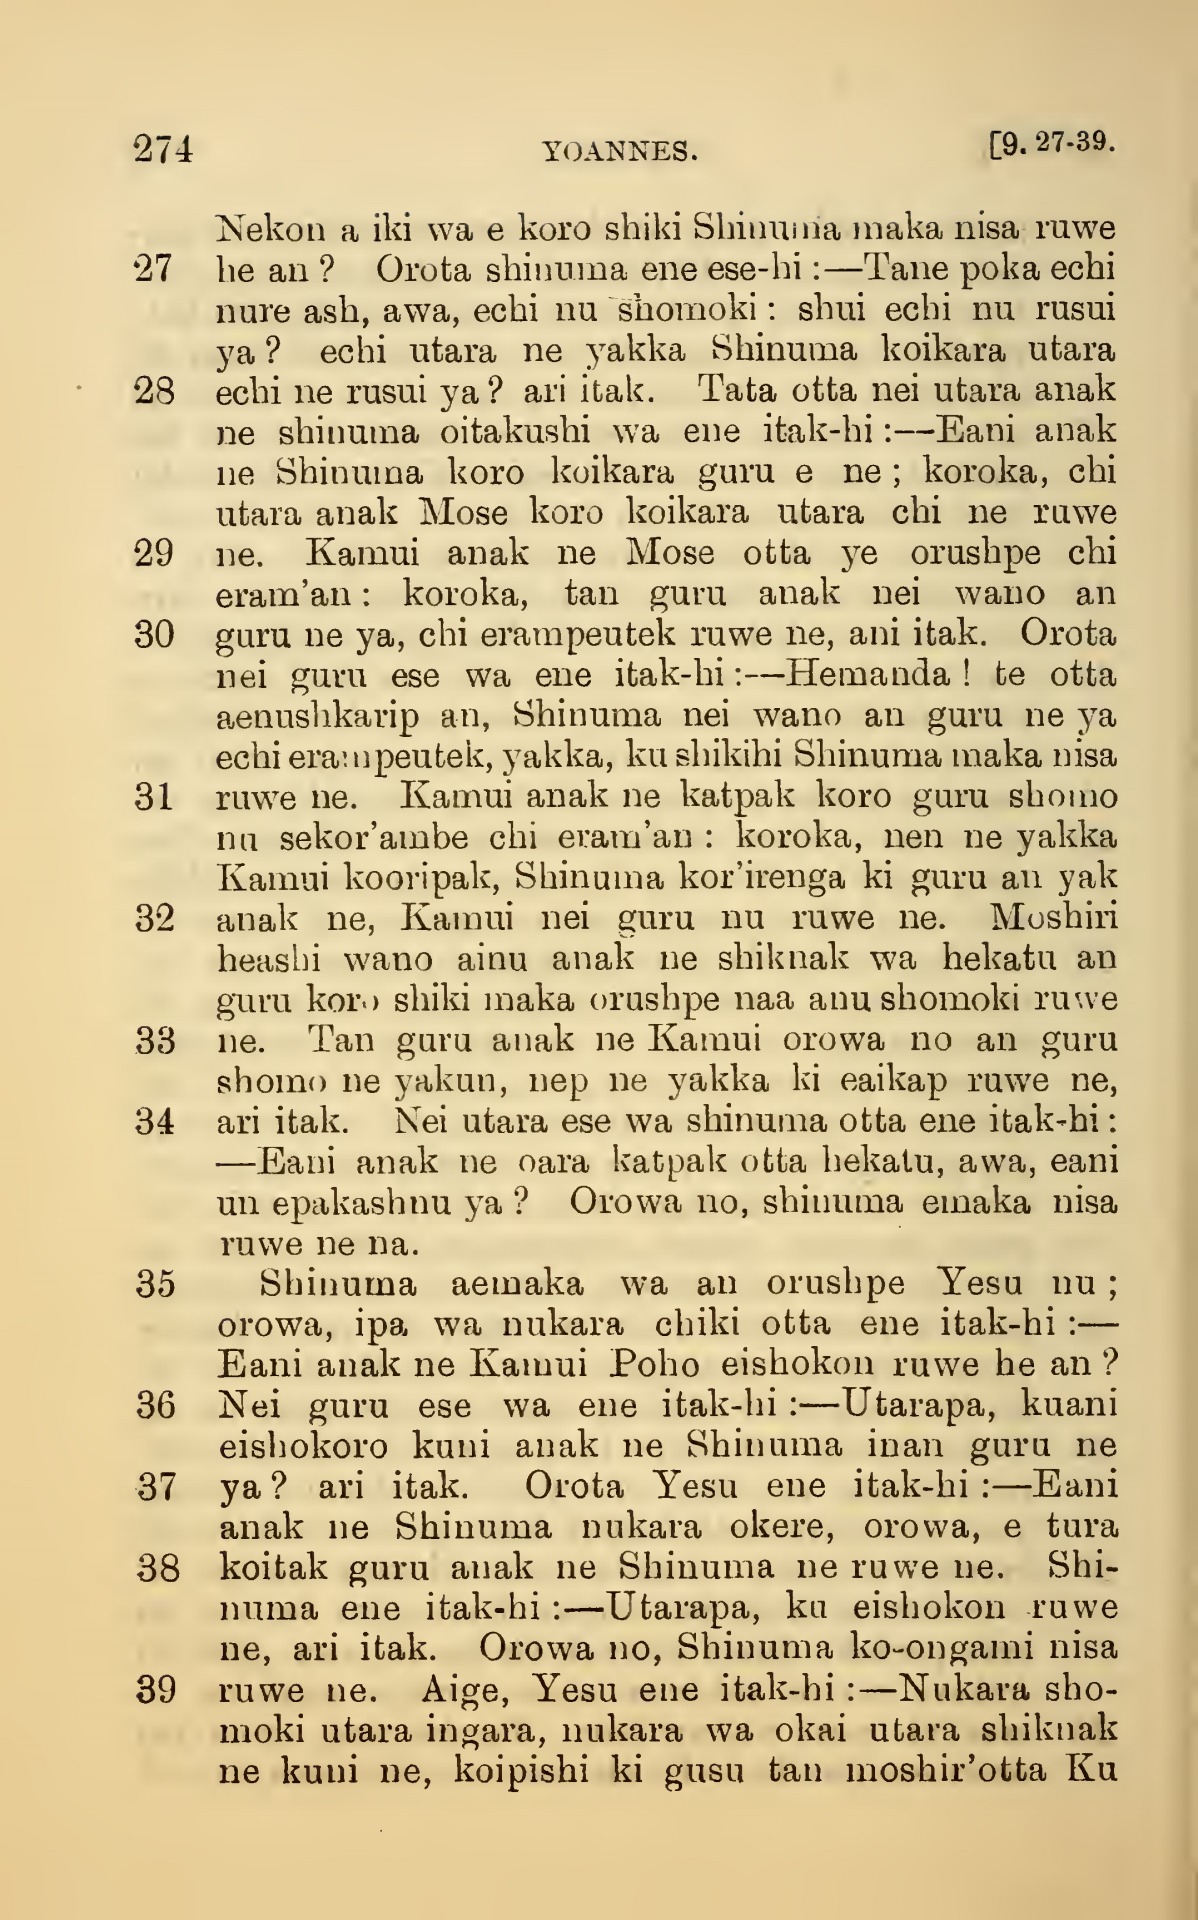 274 YOANNES. [9. 27-39.
Nekon a iki wa e koro shiki Shinuma maka nisa ruwe
27 he an ? Orota shinuma ene ese-hi :—Tane poka echi
nure ash, awa, echi nu shomoki : shui echi nu rusui
ya ? echi utara ne yakka Shinuma koikara utara
28 echi ne rusui ya ? ari itak. Tata otta nei utara anak
ne shinuma oitakushi wa ene itak-hi :—Eani anak
ne Shinuma koro koikara guru e ne ; koroka, chi
utara anak Mose koro koikara utara chi ne ruwe
29 ne. Kamui anak ne Mose otta ye orushpe chi
eram'an : koroka, tan guru anak nei wano an
30 guru ne ya, chi erampeutek ruwe ne, ani itak. Orota
nei guru ese wa ene itak-hi :—Hemanda ! te otta
aenushkarip an, Shinuma nei wano an guru ne ya
echi erampeutek, yakka, ku shikihi Shinuma maka nisa
31 ruwe ne. Kamui anak ne katpak koro guru shomo
nu sekor'ambe chi eram'an : koroka, nen ne yakka
Kamui kooripak, Shinuma kor'irenga ki guru an yak
32 anak ne, Kamui nei guru nu ruwe ne. Moshiri
heashi wano ainu anak ne shiknak wa hekatu an
guru koro shiki maka orushpe naa anu shomoki ruwe
33 ne. Tan guru anak ne Kamui orowa no an guru
shomo ne yakun, nep ne yakka ki eaikap ruwe ne,
34 ari itak. Nei utara ese wa shinuma otta ene itak-hi :
—Eani anak ne oara katpak otta hekatu, awa, eani
un epakashnu ya ? Orowa no, shinuma emaka nisa
ruwe ne na.
35 Shinuma aemaka wa an orushpe Yesu nu ;
orowa, ipa wa nukara chiki otta ene itak-hi :—
Eani anak ne Kamui Poho eishokon ruwe he an ?
36 Nei guru ese wa ene itak-hi :—Utarapa, kuani
eishokoro kuni anak ne Shinuma inan guru ne
37 ya ? ari itak. Orota Yesu ene itak-hi :—Eani
anak ne Shinuma nukara okere, orowa, e tura
38 koitak guru anak ne Shinuma ne ruwe ne. Shi-
numa ene itak-hi :—Utarapa, ku eishokon ruwe
ne, ari itak. Orowa no, Shinuma ko-ongami nisa
39 ruwe ne. Aige, Yesu ene itak-hi :—Nukara sho-
moki utara ingara, nukara wa okai utara shiknak
ne kuni ne, koipishi ki gusu tan moshir'otta Ku